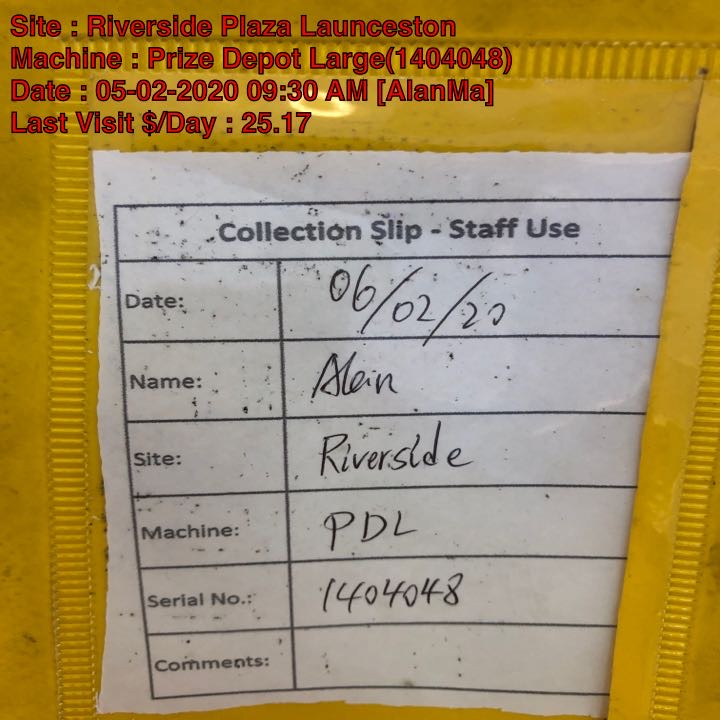 Site : Riverside Plaza Launceston
Machine : Prize Depot Large(1404048)
Date : 05-02-2020 09:30 AM [AlanMa]
Last Visit $/Day : 25.17
Collection Slip - Staff Use
Date: 06/02/20
Name: Alan
Site: Riverside
Machine: PDL
Serial No.: 1404048
Comments: